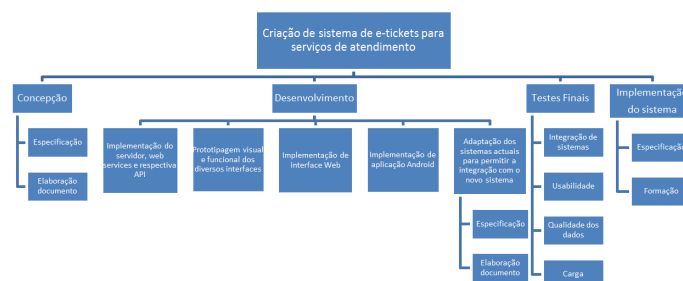 Criação de sistema de e-tickets para
serviços de atendimento
Concepção
Desenvolvimento
Testes Finais
Implementação
do sistema
Especificação
Elaboração
documento
Implementação do
servidor, web
services e respectiva
API
Prototipagem visual
e funcional dos
diversos interfaces
Implementação de
interface Web
Implementação de
aplicação Android
Adaptação dos
sistemas actuais
para permitir a
integração com o
novo sistema
Especificação
Elaboração
documento
Integração de
sistemas
Usabilidade
Qualidade dos
dados
Carga
Especificação
Formação